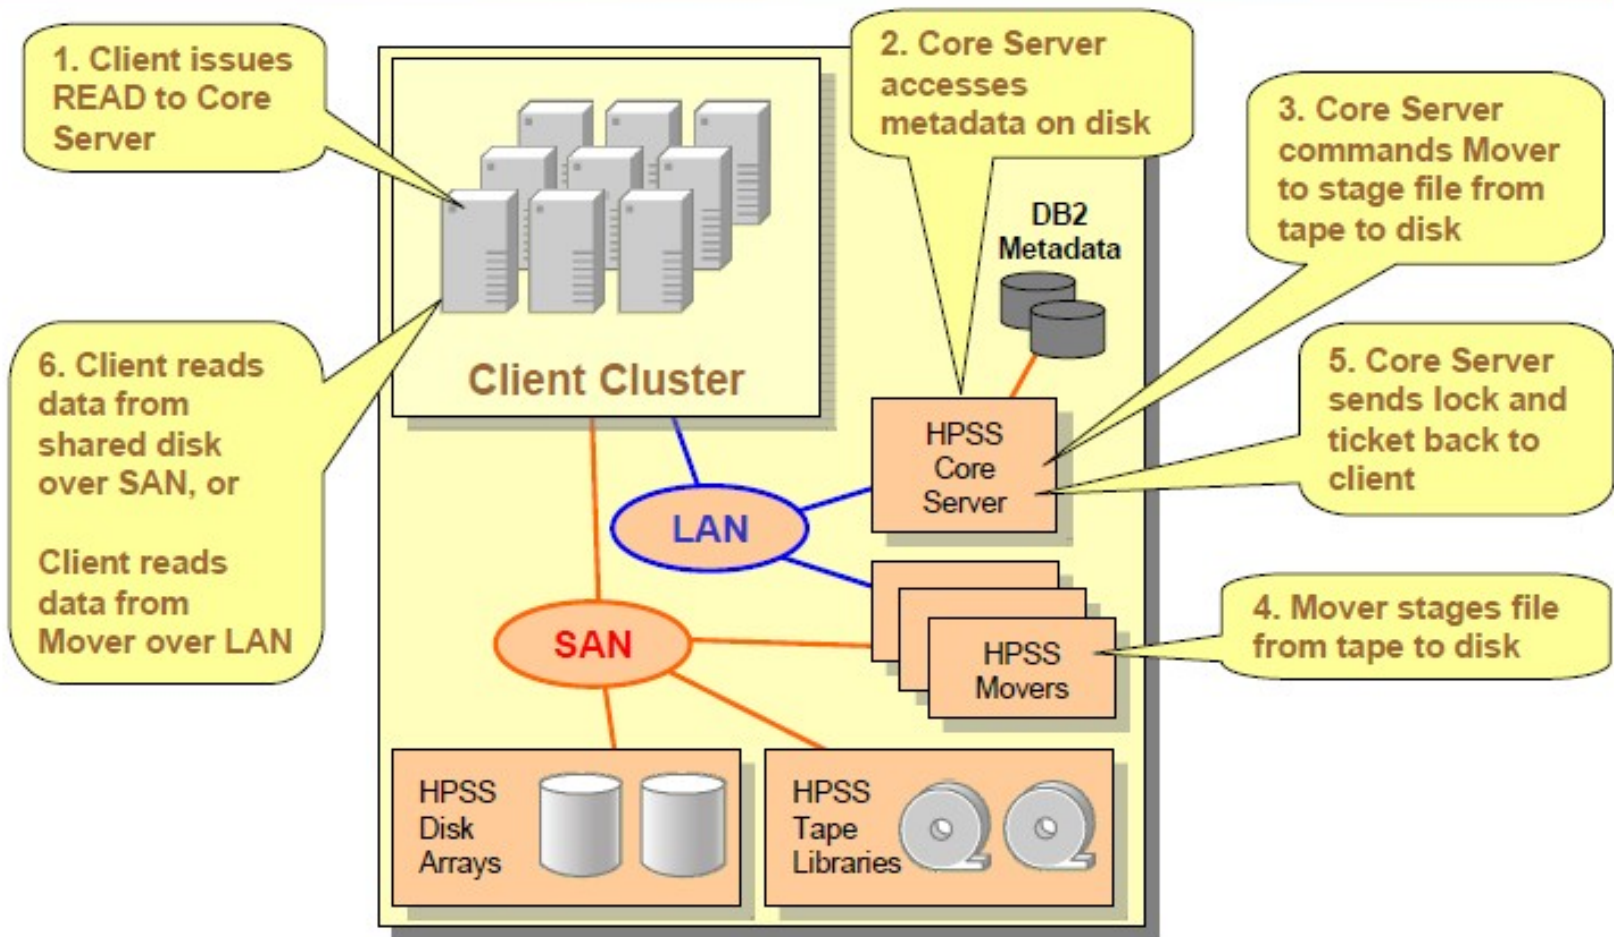 1. Client issues
READ to Core
Server
2. Core Server
accesses
metadata on disk
3. Core Server
commands Mover
to stage file from
tape to disk
DB2
Metadata
6. Client reads
data from
shared disk
over SAN, or
Client reads
data from
Mover over LAN
Client Cluster
5. Core Server
sends lock and
ticket back to
client
HPSS
Core
Server
LAN
SAN
4. Mover stages file
from tape to disk
HPSS
Movers
HPSS
Disk
Arrays
HPSS
Tape
Libraries